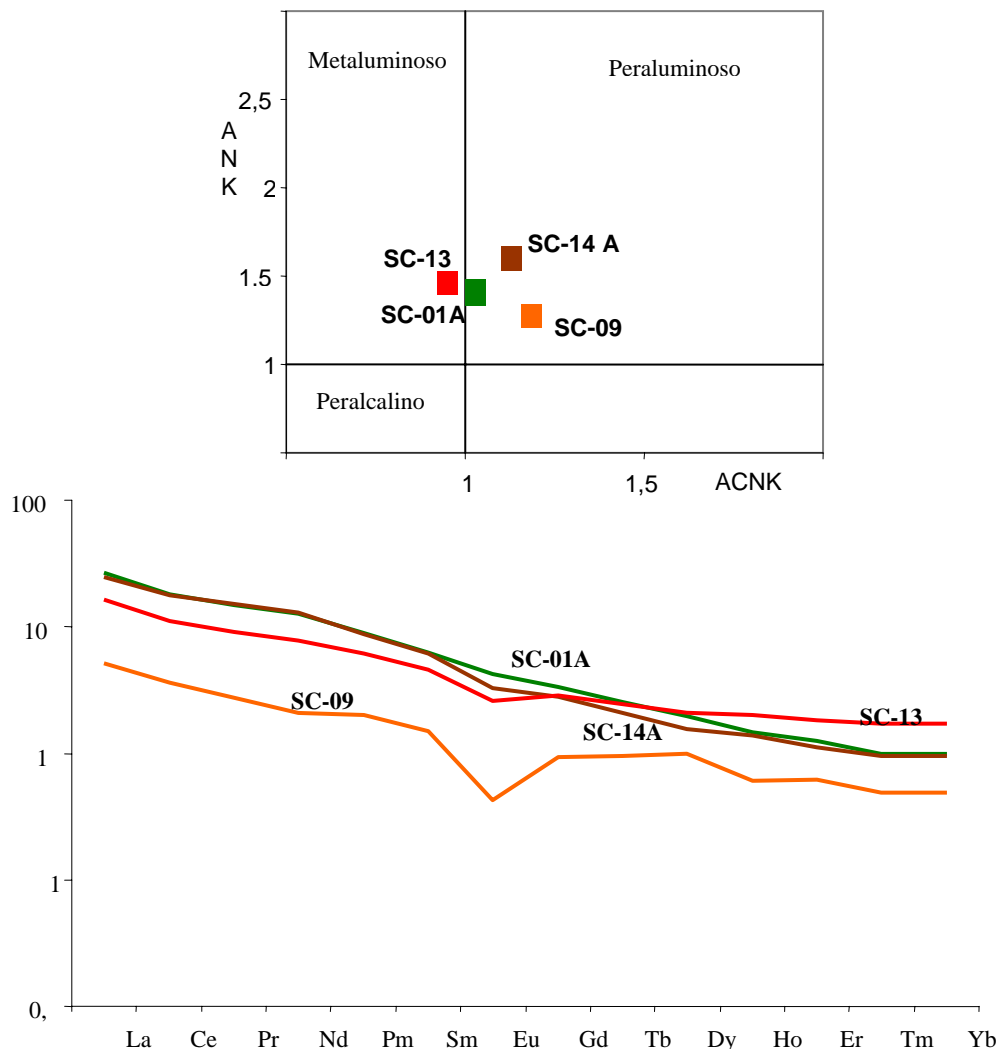 Metaluminoso Peraluminoso
2,5
A
N
K
2
SC-14 A
SC-13
1.5
SC-01A
SC-09
1
Peralcalino
1 1,5 ACNK
100
10
SC-01A
SC-09
SC-13
SC-14A
1
1
0,
La Ce Pr Nd Pm Sm Eu Gd Tb Dy Ho Er Tm Yb